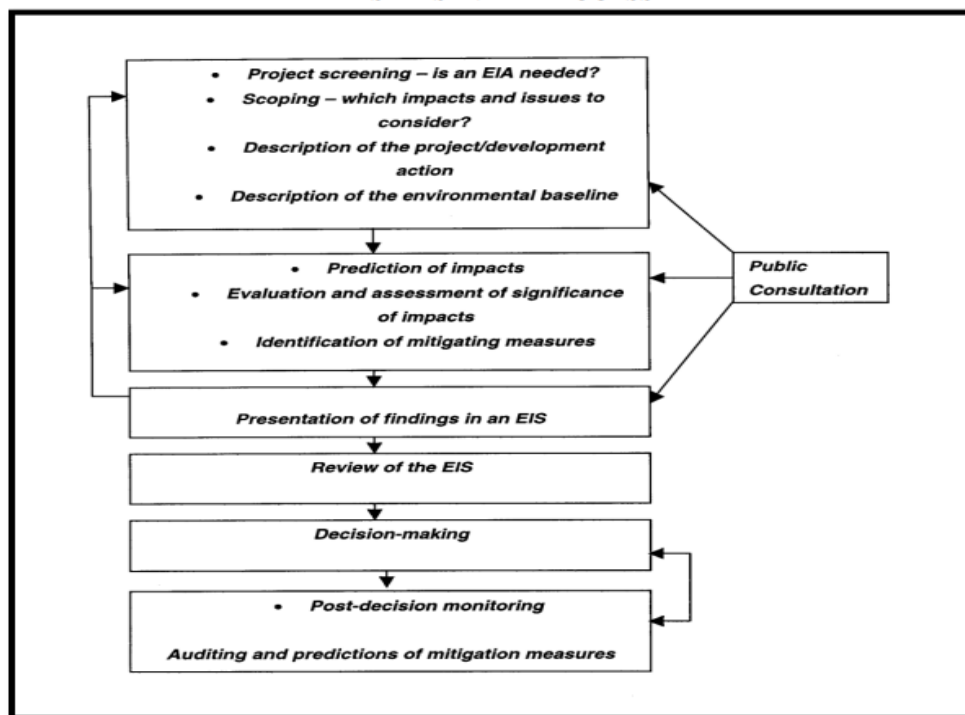 • Project screening – is an EIA needed?
• Scoping – which impacts and issues to
consider?
• Description of the project/development
action
• Description of the environmental baseline
• Prediction of impacts
• Evaluation and assessment of significance
of impacts
• Identification of mitigating measures
Public
Consultation
Presentation of findings in an EIS
Review of the EIS
Decision-making
• Post-decision monitoring
Auditing and predictions of mitigation measures